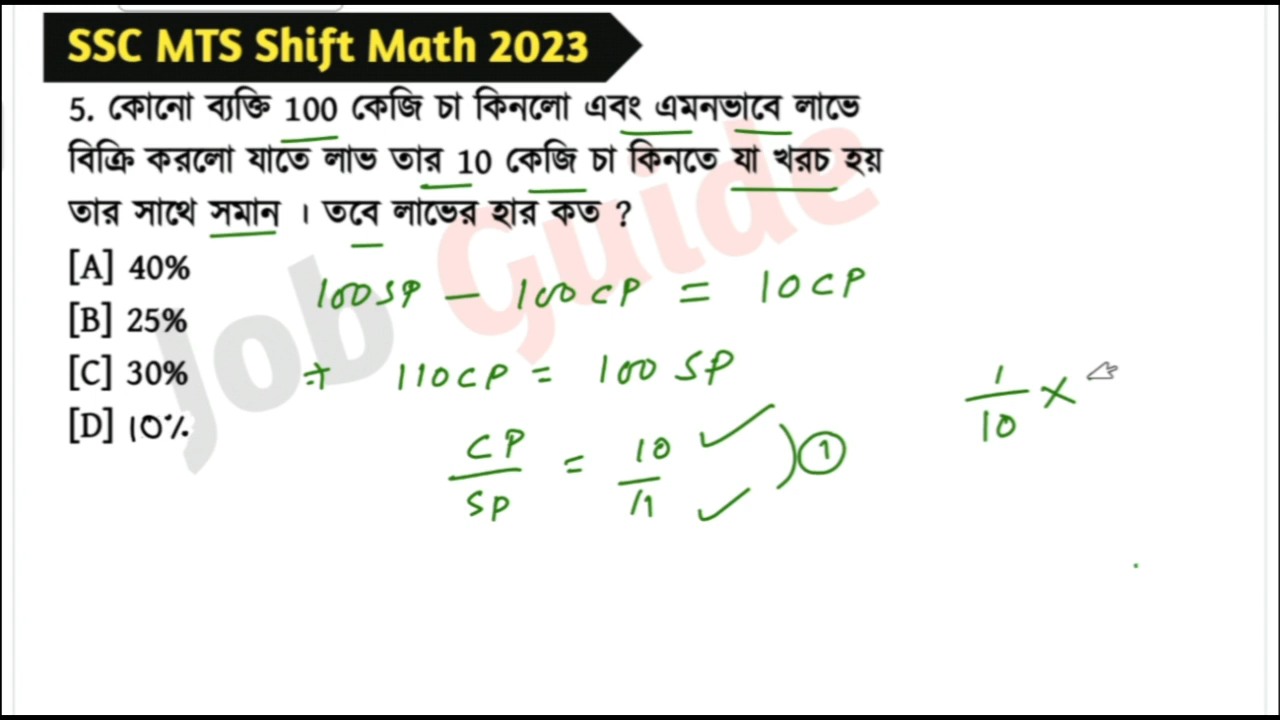 SSC MTS Shift Math 2023
5. কোনো ব্যক্তি 100 কেজি চা কিনলো এবং এমনভাবে লাভে
বিক্রি করলো যাতে লাভ তার 10 কেজি চা কিনতে যা খরচ হয়
তার সাথে সমান । তবে লাভের হার কত ?
[A] 40%
[B] 25%
[C] 30%
[D] 10%
100SP - 100CP = 10CP
⇒ 110CP = 100SP
CP/SP = 10/11 ) 1
1/10 ×
Job Guide